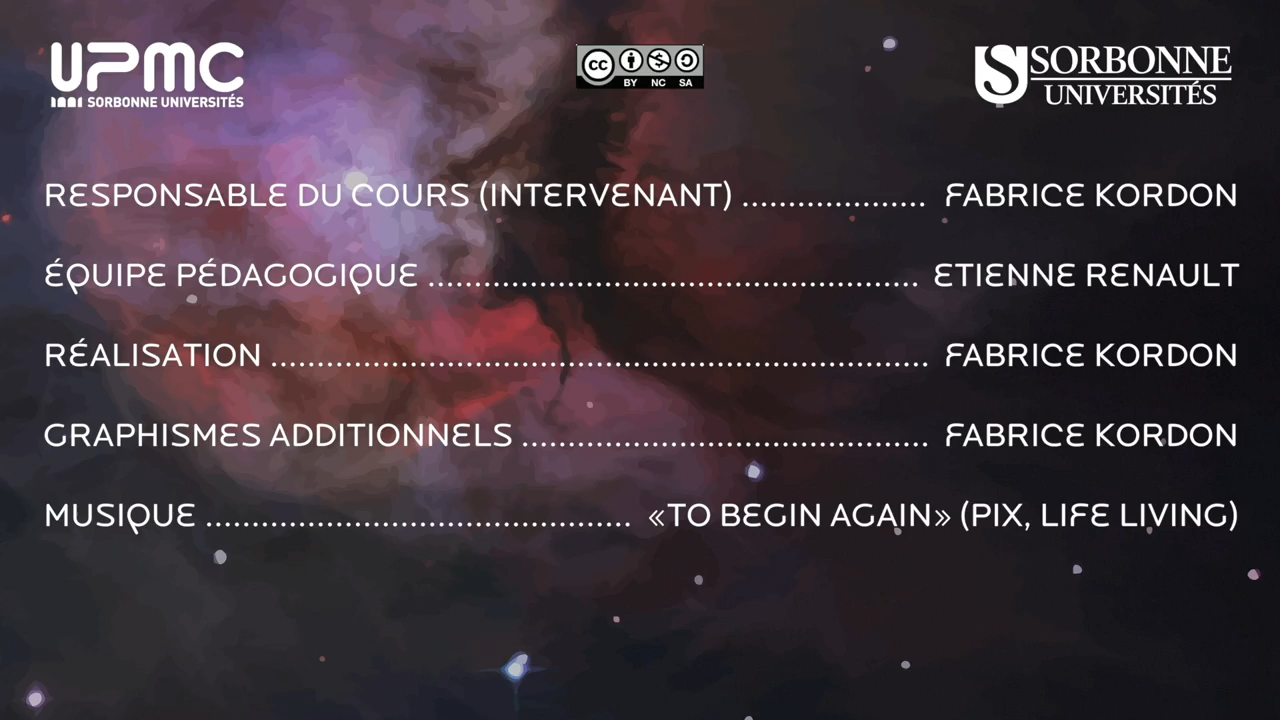 UPMC
SORBONNE UNIVERSITÉS
CC BY NC SA
SORBONNE
UNIVERSITÉS
RESPONSABLE DU COURS (INTERVENANT) ................... FABRICE KORDON
ÉQUIPE PÉDAGOGIQUE .................................................. ETIENNE RENAULT
RÉALISATION ................................................................... FABRICE KORDON
GRAPHISMES ADDITIONNELS .......................................... FABRICE KORDON
MUSIQUE ............................................ «TO BEGIN AGAIN» (PIX, LIFE LIVING)